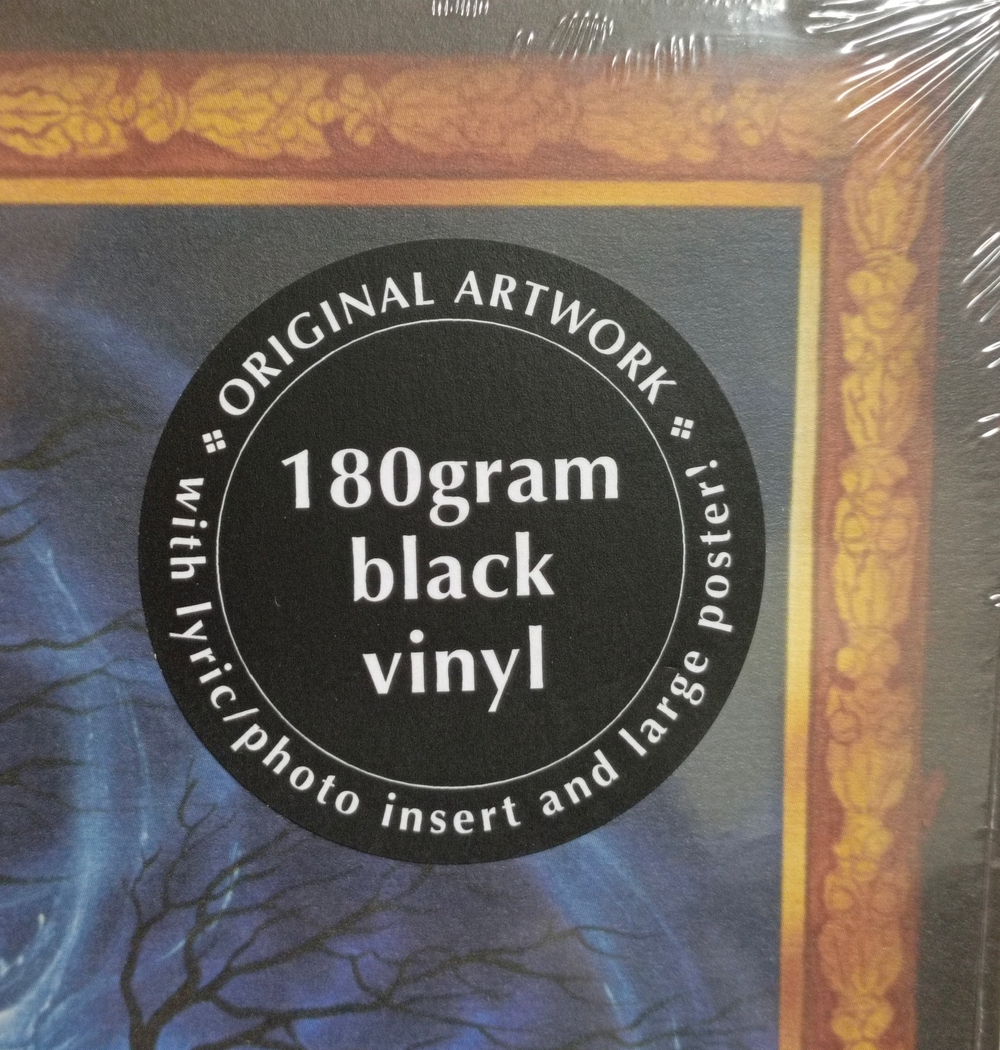 ORIGINAL ARTWORK
180gram
black
vinyl
with lyric/photo insert and large poster!